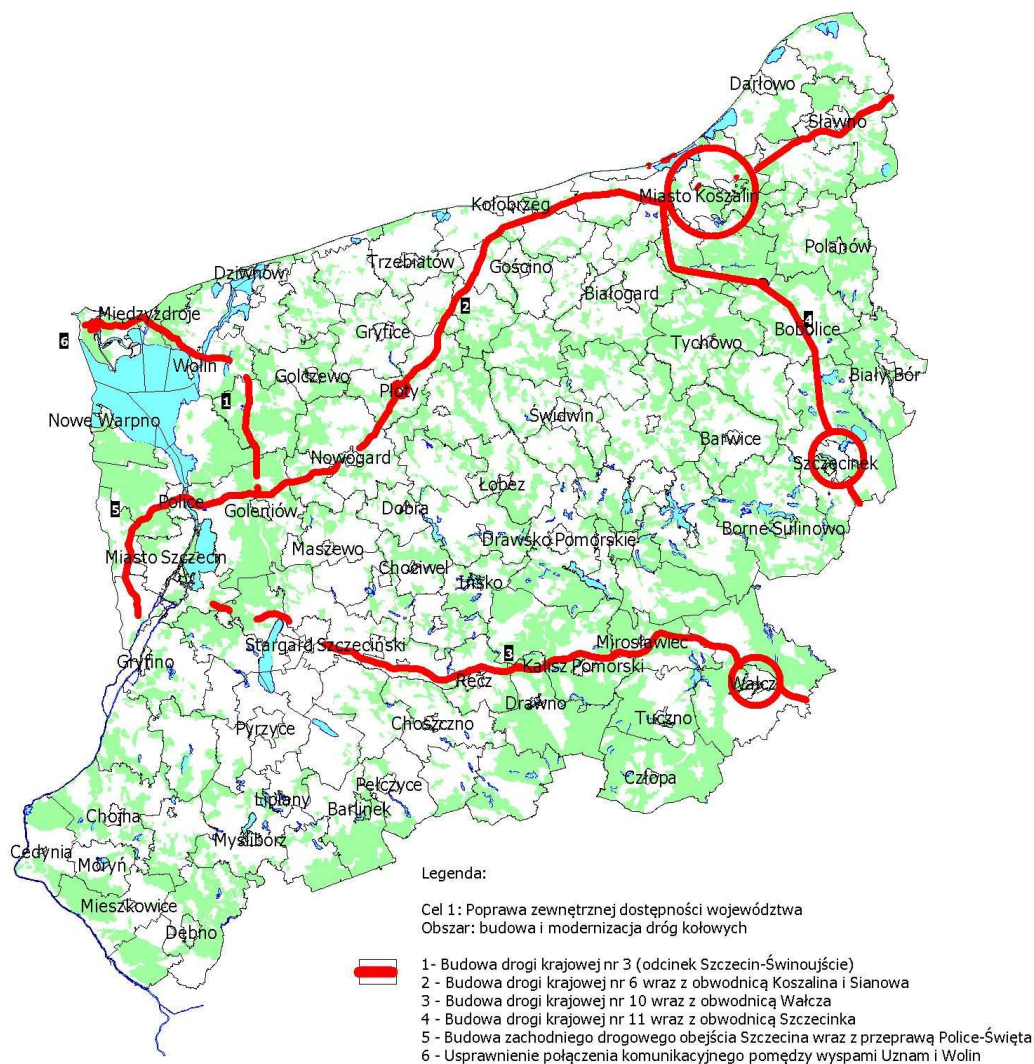 Darłowo
Sławno
Miasto Koszalin
Kołobrzeg
Polanów
Trzebiatów
Gościno
Dziwnów
Białogard
2
Międzyzdroje
Gryfice
Bobolice
4
6
Tychowo
Wolin
Golczewo
Biały Bór
Płoty
1
Nowe Warpno
Świdwin
Barwice
Nowogard
Szczecinek
Łobez
Police
5
Goleniów
Dobra
Borne Sulinowo
Drawsko Pomorskie
Maszewo
Miasto Szczecin
Chociwel
Ińsko
Stargard Szczeciński
Mirosławiec
3
Gryfino
Kalisz Pomorski
Recz
Wałcz
Drawno
Tuczno
Choszczno
Pyrzyce
Człopa
Pełczyce
Lipiany
Barlinek
Chojna
Myślibórz
Cedynia
Moryń
Mieszkowice
Dębno
Legenda:
Cel 1: Poprawa zewnętrznej dostępności województwa
Obszar: budowa i modernizacja dróg kołowych
1- Budowa drogi krajowej nr 3 (odcinek Szczecin-Świnoujście)
2 - Budowa drogi krajowej nr 6 wraz z obwodnicą Koszalina i Sianowa
3 - Budowa drogi krajowej nr 10 wraz z obwodnicą Wałcza
4 - Budowa drogi krajowej nr 11 wraz z obwodnicą Szczecinka
5 - Budowa zachodniego drogowego obejścia Szczecina wraz z przeprawą Police-Święta
6 - Usprawnienie połączenia komunikacyjnego pomędzy wyspami Uznam i Wolin